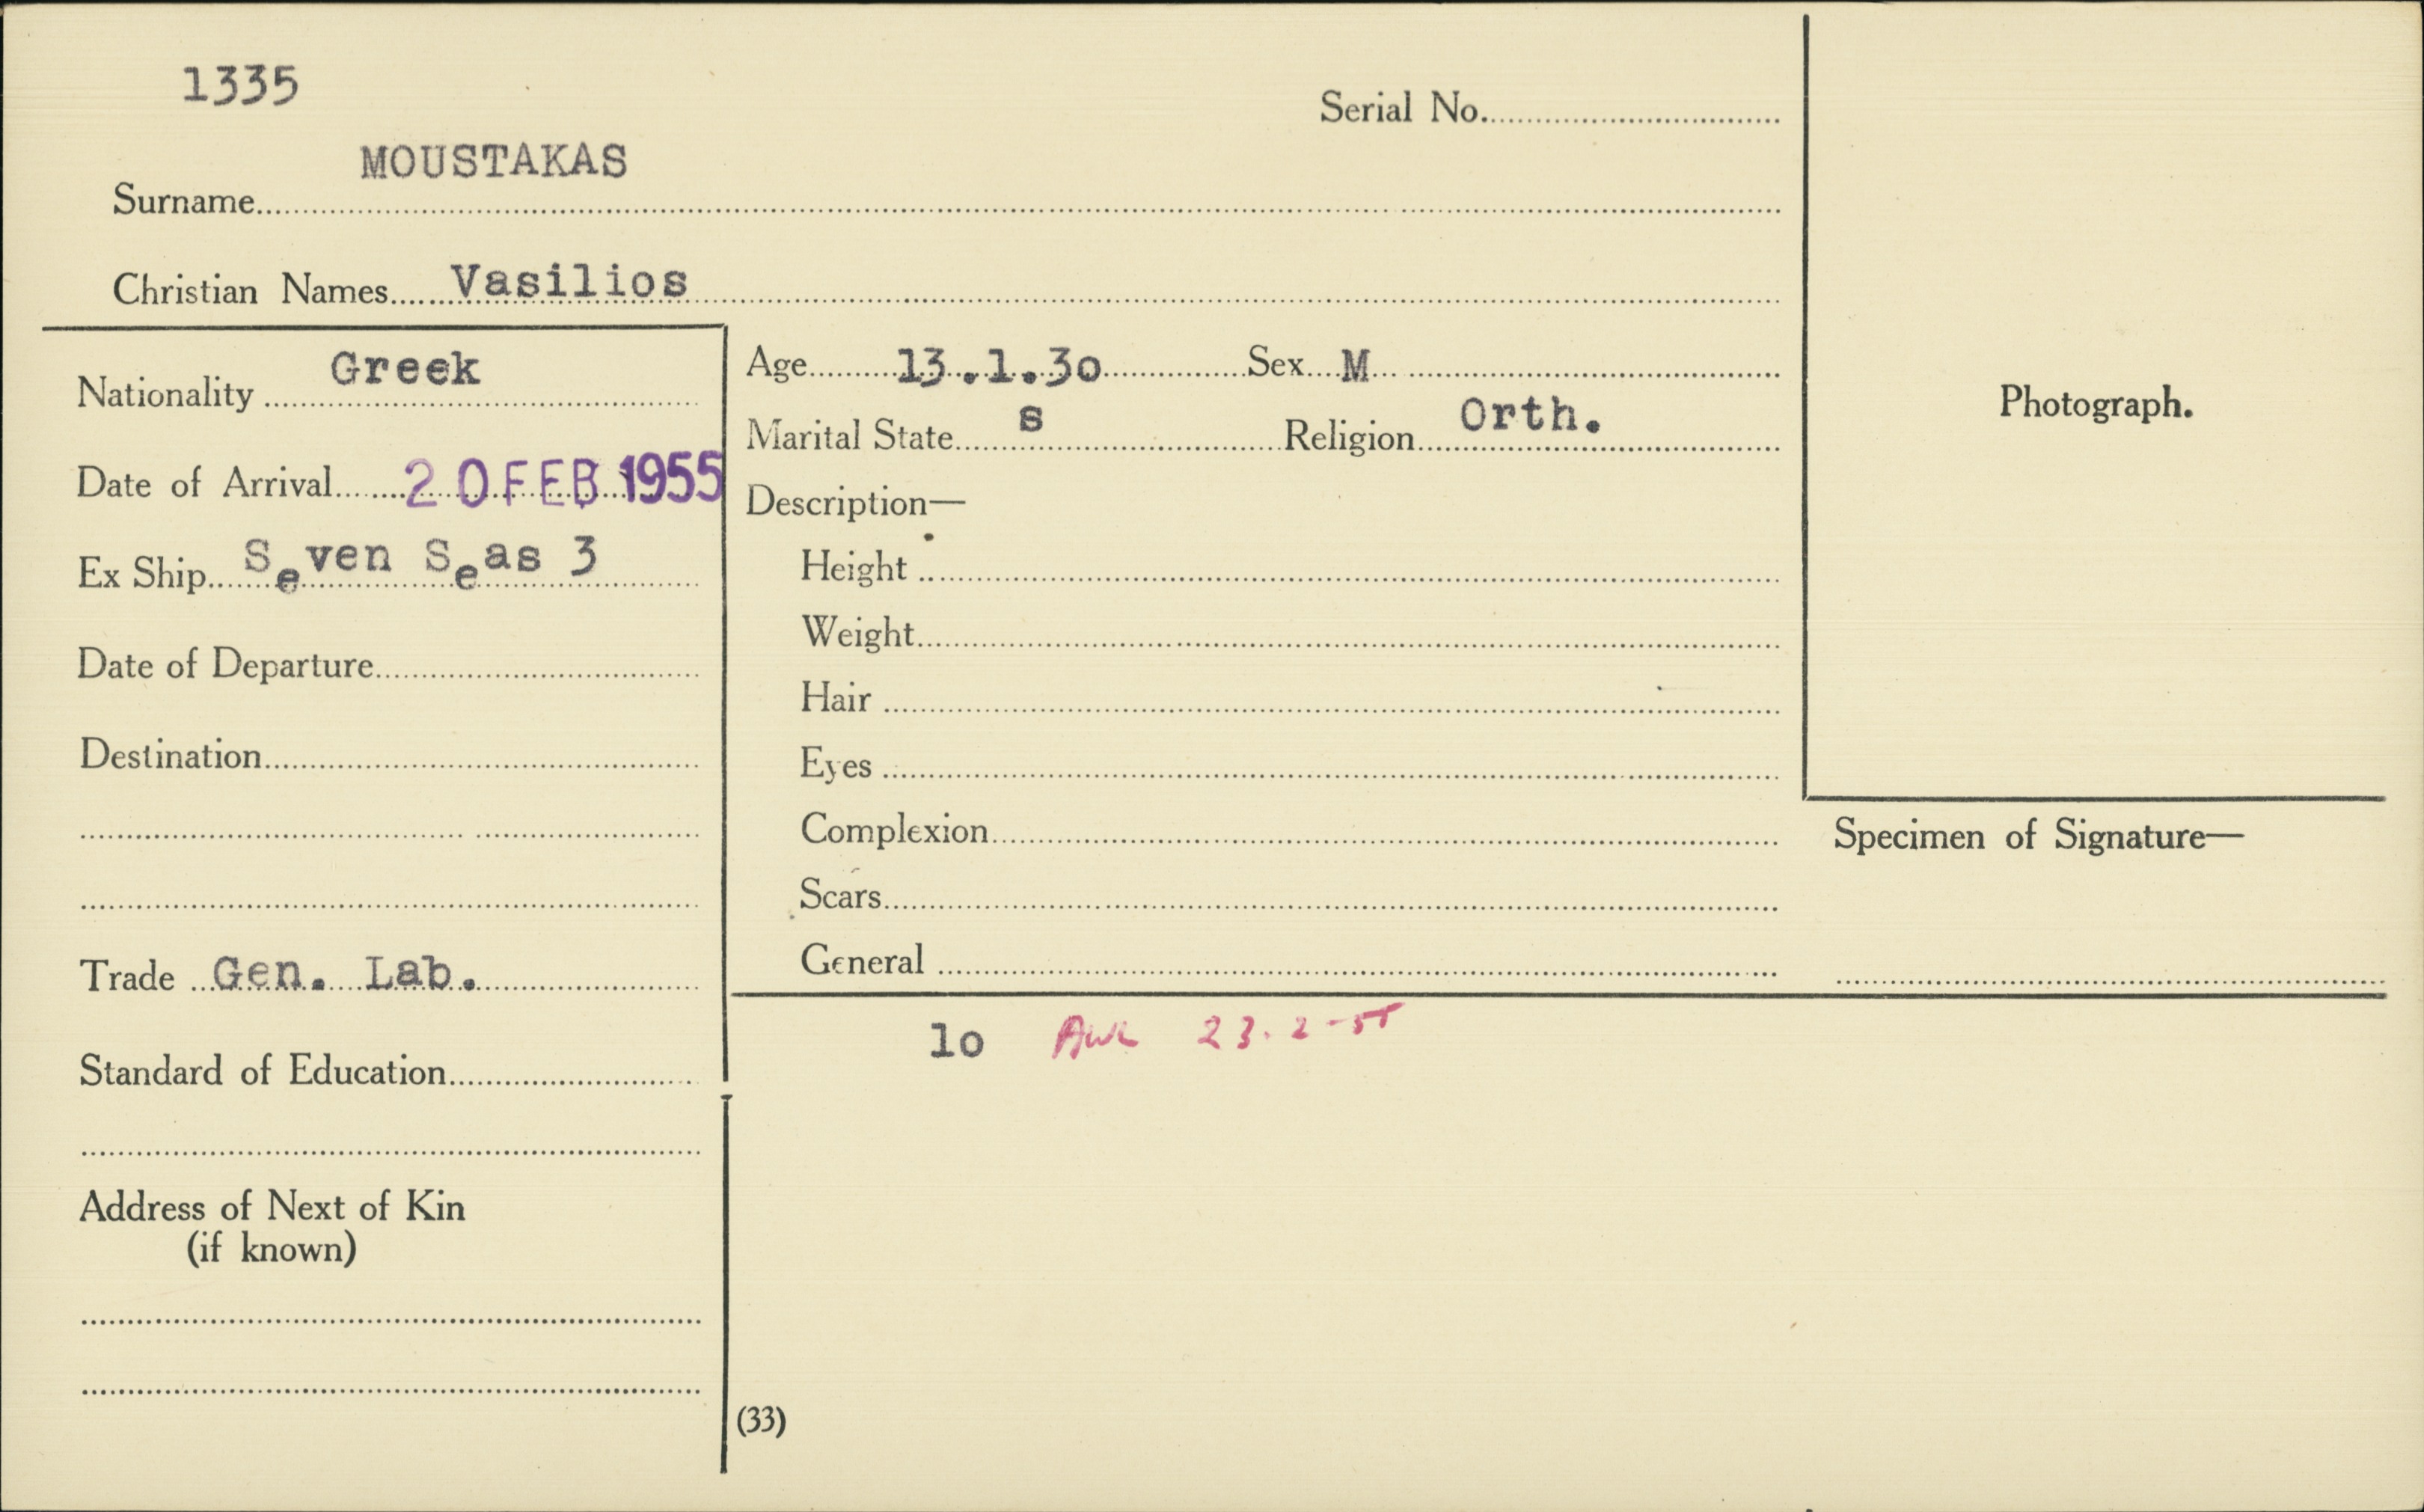 1335
Serial No.
MOUSTAKAS
Surname
Christian Names Vasilios
Nationality Greek
Date of Arrival 20 FEB 1955
Ex Ship Seven Seas 3
Date of Departure
Destination
Trade Gen. Lab.
Standard of Education
Address of Next of Kin
(if known)
Age 13.1.30 Sex M
Marital State s Religion Orth.
Description—
Height
Weight
Hair
Eyes
Complexion
Scars
General
Photograph.
Specimen of Signature—
10 AWL 23.2-55
(33)